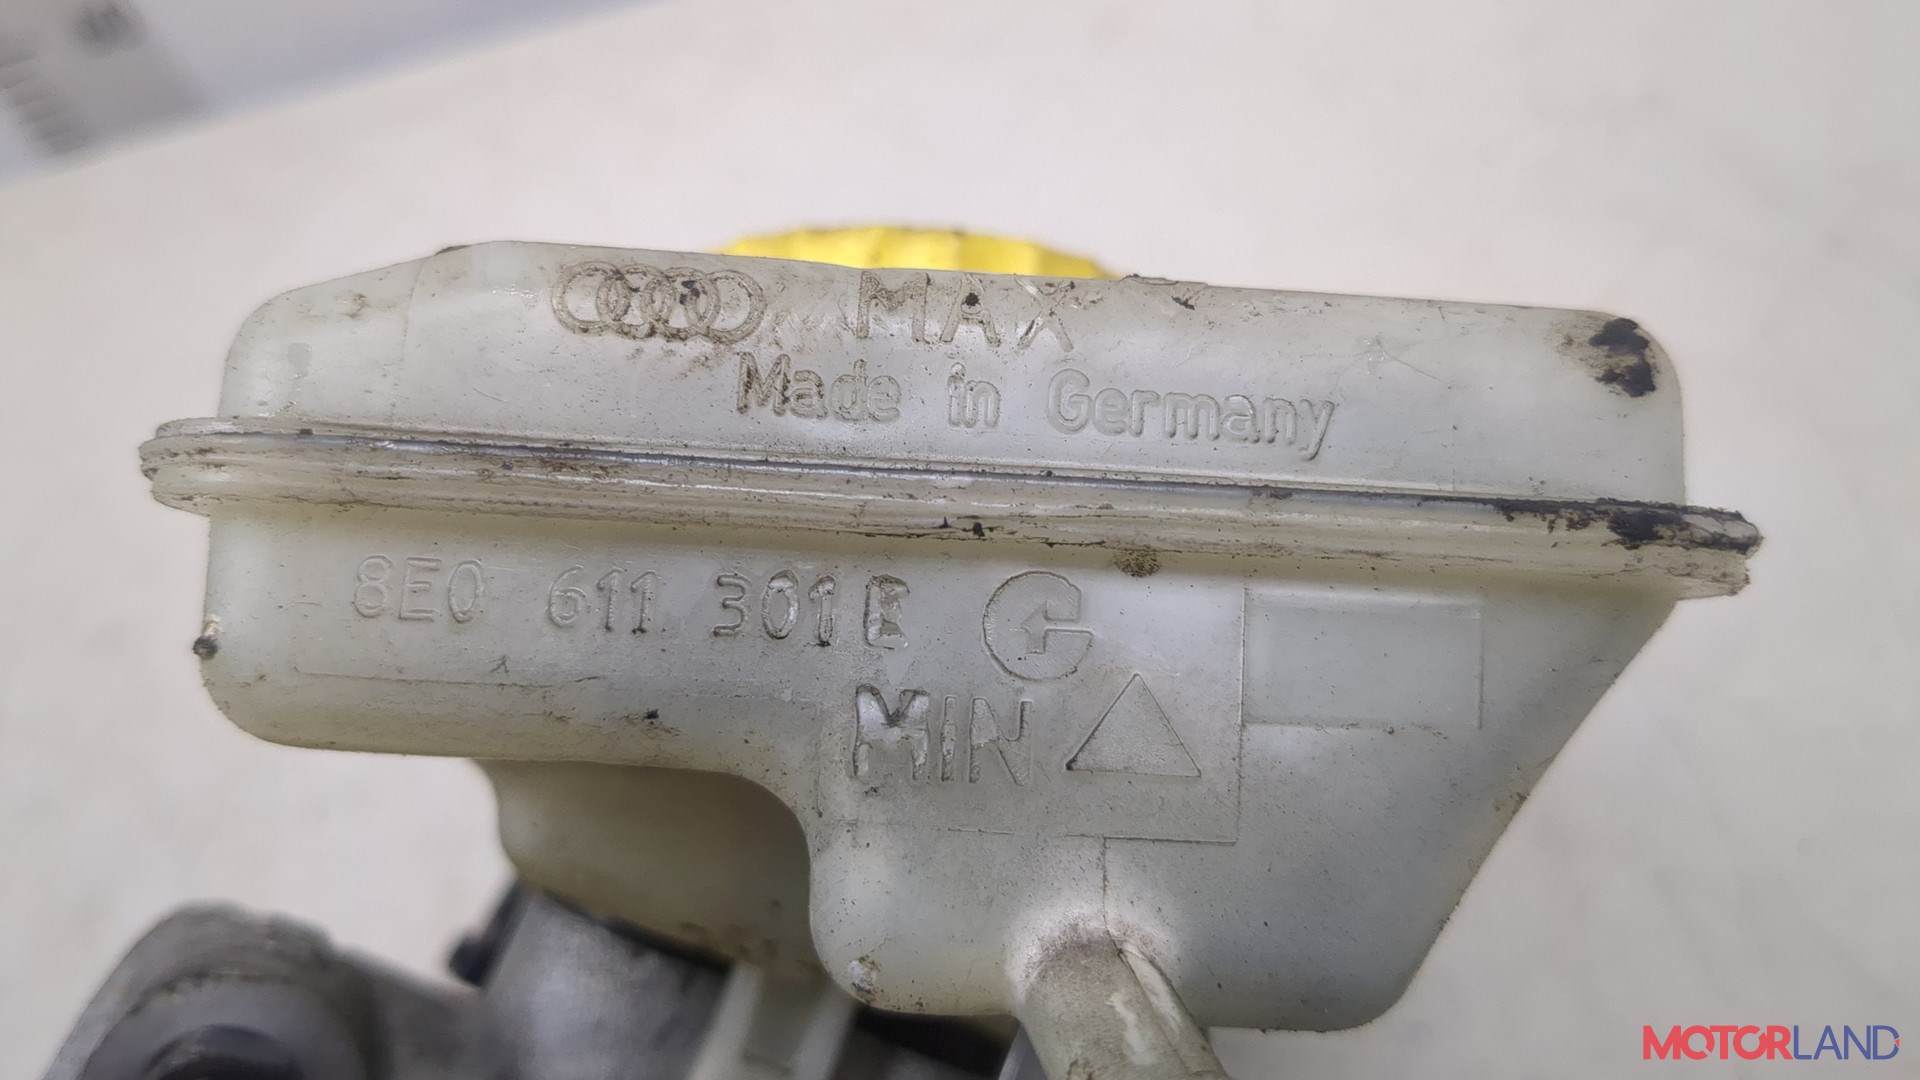 MAX
Made in Germany
8E0 611 301
MIN
MOTORLAND